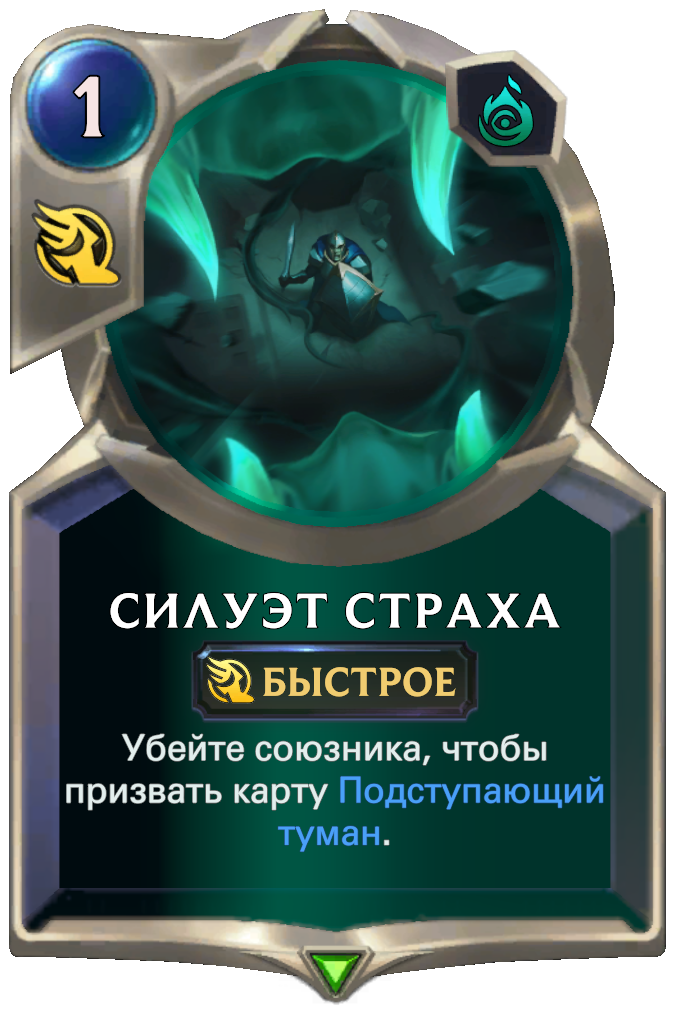 1
СИЛУЭТ СТРАХА
БЫСТРОЕ
Убейте союзника, чтобы
призвать карту Подступающий
туман.